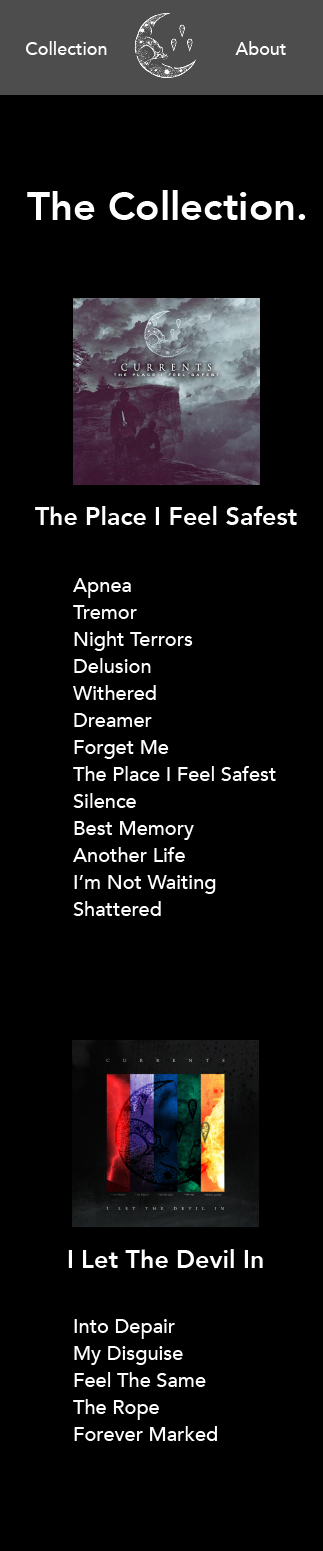 Collection
About
The Collection.
CURRENTS
THE PLACE I FEEL SAFEST
The Place I Feel Safest
Apnea
Tremor
Night Terrors
Delusion
Withered
Dreamer
Forget Me
The Place I Feel Safest
Silence
Best Memory
Another Life
I’m Not Waiting
Shattered
CURRENTS
I LET THE DEVIL IN
I Let The Devil In
Into Depair
My Disguise
Feel The Same
The Rope
Forever Marked